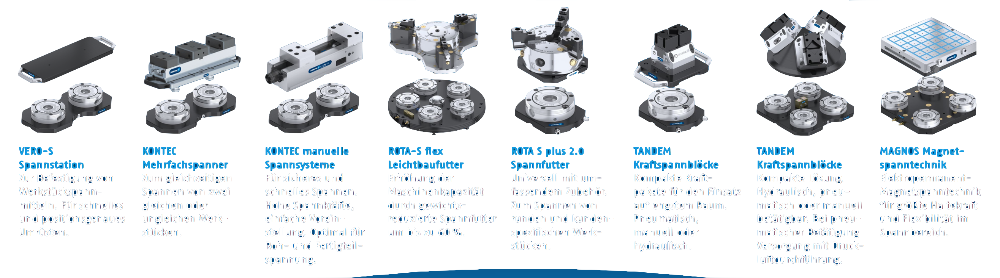 VERO-S
Spannstation
Zur Befestigung von
Werkstückspann-
mitteln. Für schnelles
und positionsgenaues
Umrüsten.
KONTEC
Mehrfachspanner
Zum gleichzeitigen
Spannen von zwei
gleichen oder
ungleichen Werk-
stücken.
KONTEC manuelle
Spannsysteme
Für sicheres und
schnelles Spannen.
Hohe Spannkräfte,
einfache Vorein-
stellung. Optimal für
Roh- und Fertigteil-
spannung.
ROTA-S flex
Leichtbaufutter
Erhöhung der
Maschinenkapazität
durch gewichts-
reduzierte Spannfutter
um bis zu 60 %.
ROTA S plus 2.0
Spannfutter
Universell mit um-
fassendem Zubehör.
Zum Spannen von
runden und kunden-
spezifischen Werk-
stücken.
TANDEM
Kraftspannblöcke
Kompakte Kraft-
pakete für den Einsatz
auf engstem Raum.
Pneumatisch,
manuell oder
hydraulisch.
TANDEM
Kraftspannblöcke
Kompakte Lösung.
Hydraulisch, pneu-
matisch oder manuell
betätigbar. Bei pneu-
matischer Betätigung
Versorgung mit Druck-
luftdurchführung.
MAGNOS Magnet-
spanntechnik
Elektropermanent-
Magnetspanntechnik
für größte Haltekraft
und Flexibilität im
Spannbereich.